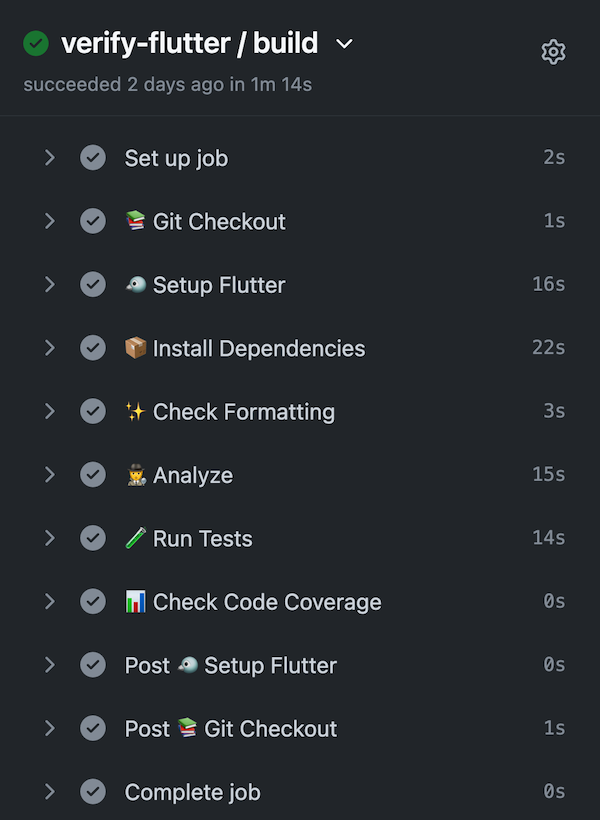 verify-flutter / build
succeeded 2 days ago in 1m 14s
Set up job 2s
📚 Git Checkout 1s
🐦 Setup Flutter 16s
📦 Install Dependencies 22s
✨ Check Formatting 3s
🕵 Analyze 15s
🧪 Run Tests 14s
📊 Check Code Coverage 0s
Post 🐦 Setup Flutter 0s
Post 📚 Git Checkout 1s
Complete job 0s